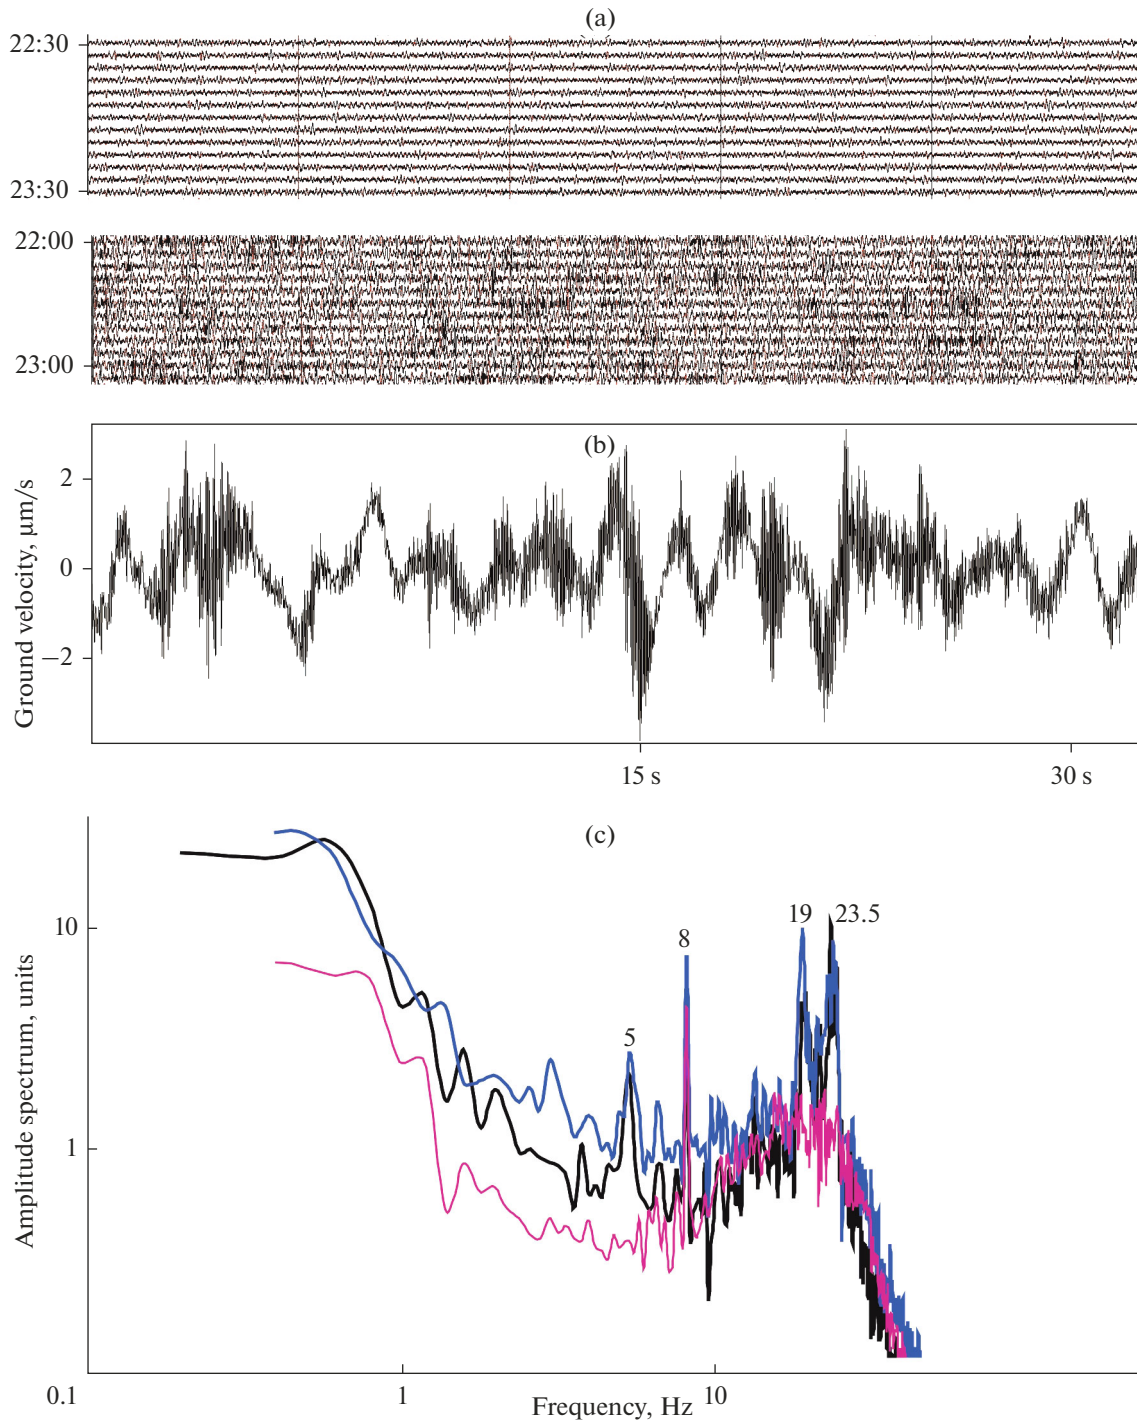 (a)
22:30
23:30
22:00
23:00
(b)
Ground velocity, μm/s
2
0
−2
15 s
30 s
(c)
Amplitude spectrum, units
10
1
5
8
19
23.5
0.1
1
10
Frequency, Hz